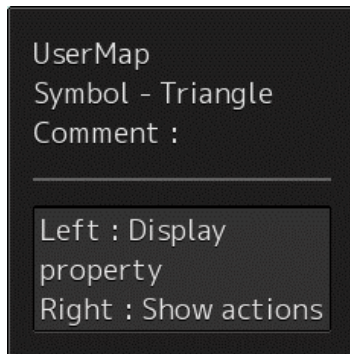 UserMap
Symbol - Triangle
Comment :
Left : Display
property
Right : Show actions